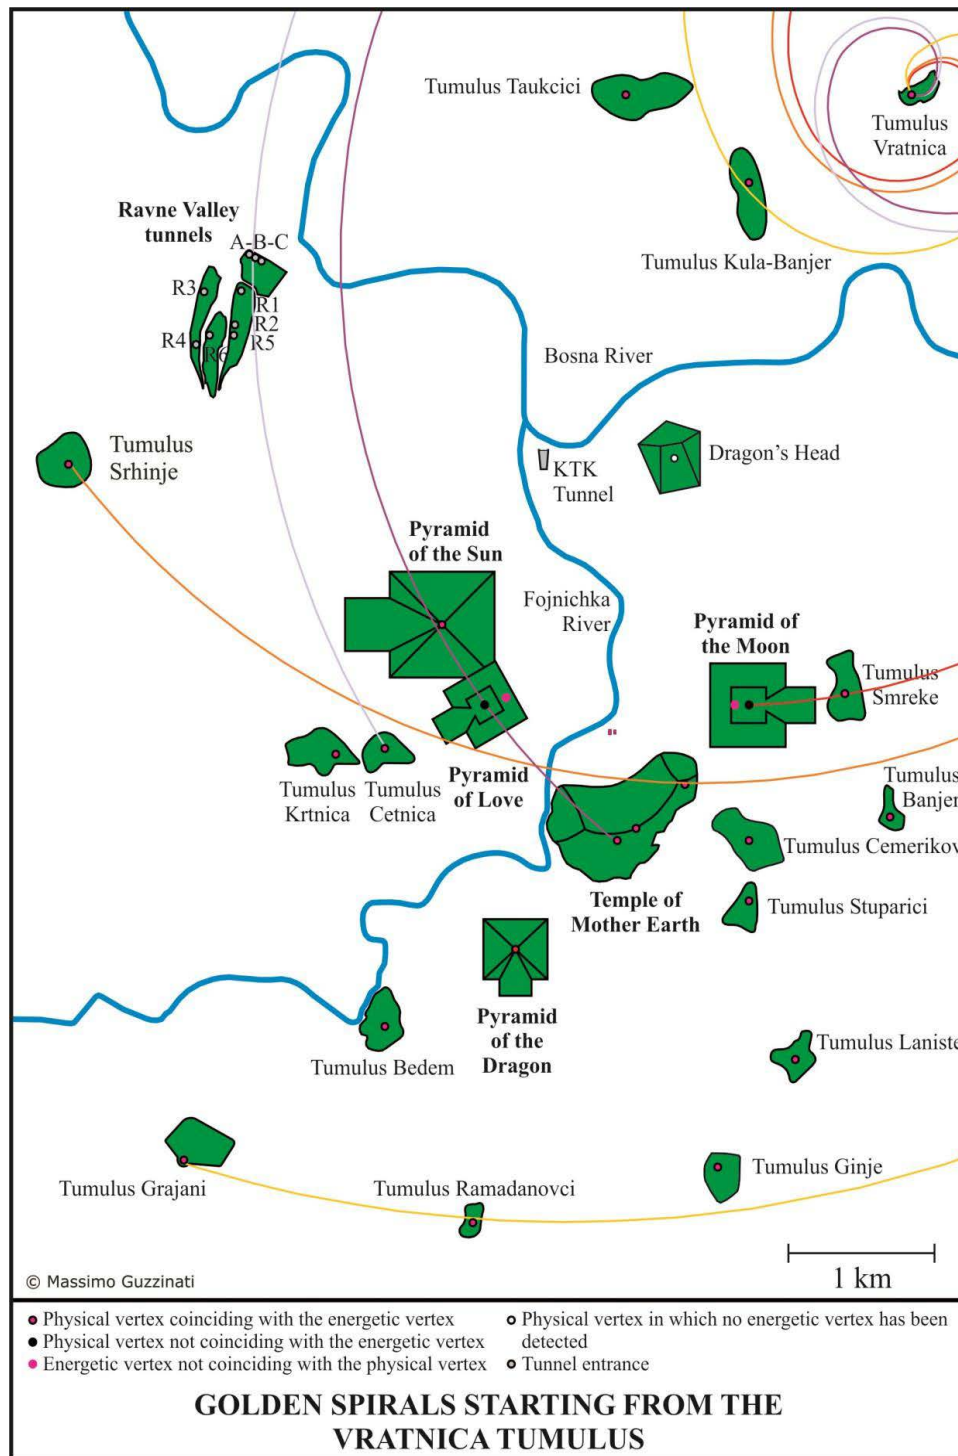 Tumulus Taukcici
Tumulus
Vratnica
Ravne Valley
tunnels
A-B-C
Tumulus Kula-Banjer
R3
R1
R2
R4
R6
R5
Bosna River
Tumulus
Srhinje
KTK
Tunnel
Dragon's Head
Pyramid
of the Sun
Fojnichka
River
Pyramid of
the Moon
Tumulus
Smreke
Tumulus
Krtnica
Tumulus
Cetnica
Pyramid
of Love
Tumulus
Banjer
Tumulus Cemerikov
Temple of
Mother Earth
Tumulus Stuparici
Pyramid
of the
Dragon
Tumulus Bedem
Tumulus Laniste
Tumulus Grajani
Tumulus Ramadanovci
Tumulus Ginje
1 km
© Massimo Guzzinati
Physical vertex coinciding with the energetic vertex
Physical vertex not coinciding with the energetic vertex
Energetic vertex not coinciding with the physical vertex
Physical vertex in which no energetic vertex has been
detected
Tunnel entrance
GOLDEN SPIRALS STARTING FROM THE
VRATNICA TUMULUS